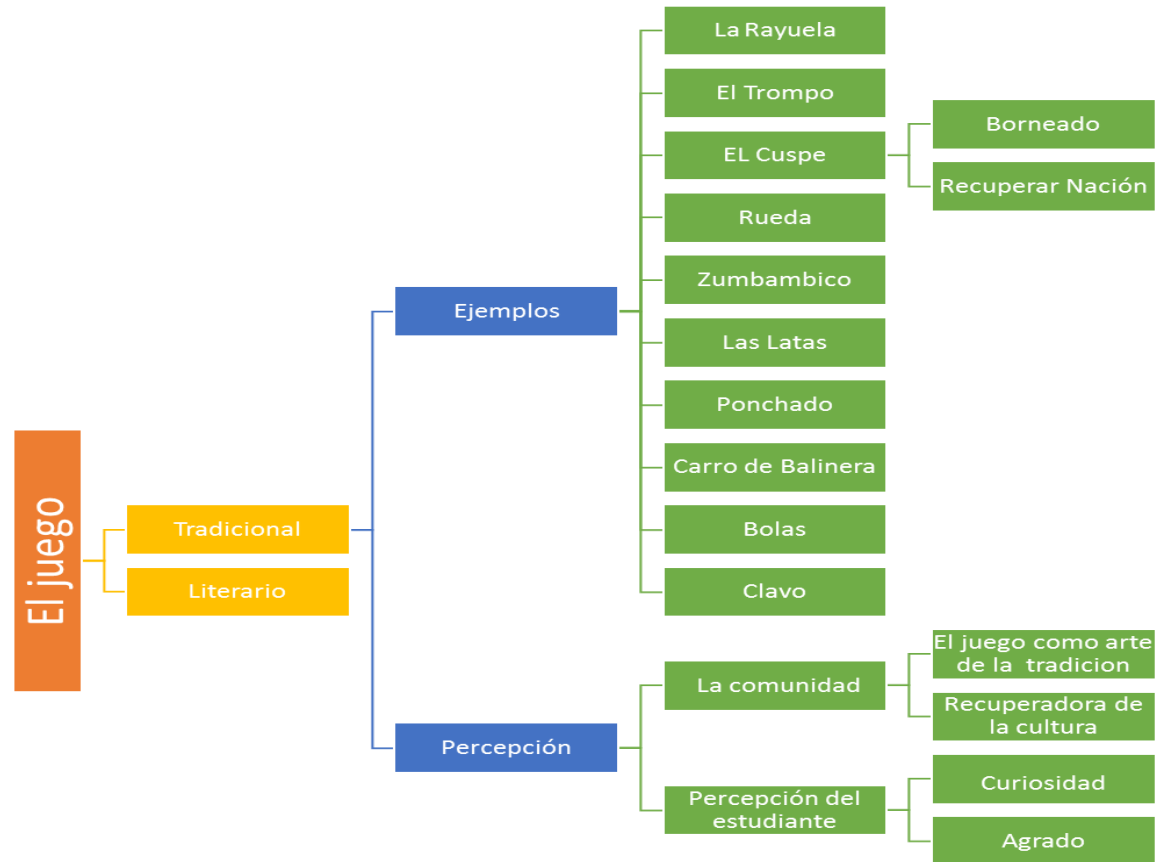 El juego
Tradicional
Literario
Ejemplos
Percepción
La Rayuela
El Trompo
EL Cuspe
Rueda
Zumbambico
Las Latas
Ponchado
Carro de Balinera
Bolas
Clavo
La comunidad
Percepción del
estudiante
Borneado
Recuperar Nación
El juego como arte
de la tradicion
Recuperadora de
la cultura
Curiosidad
Agrado